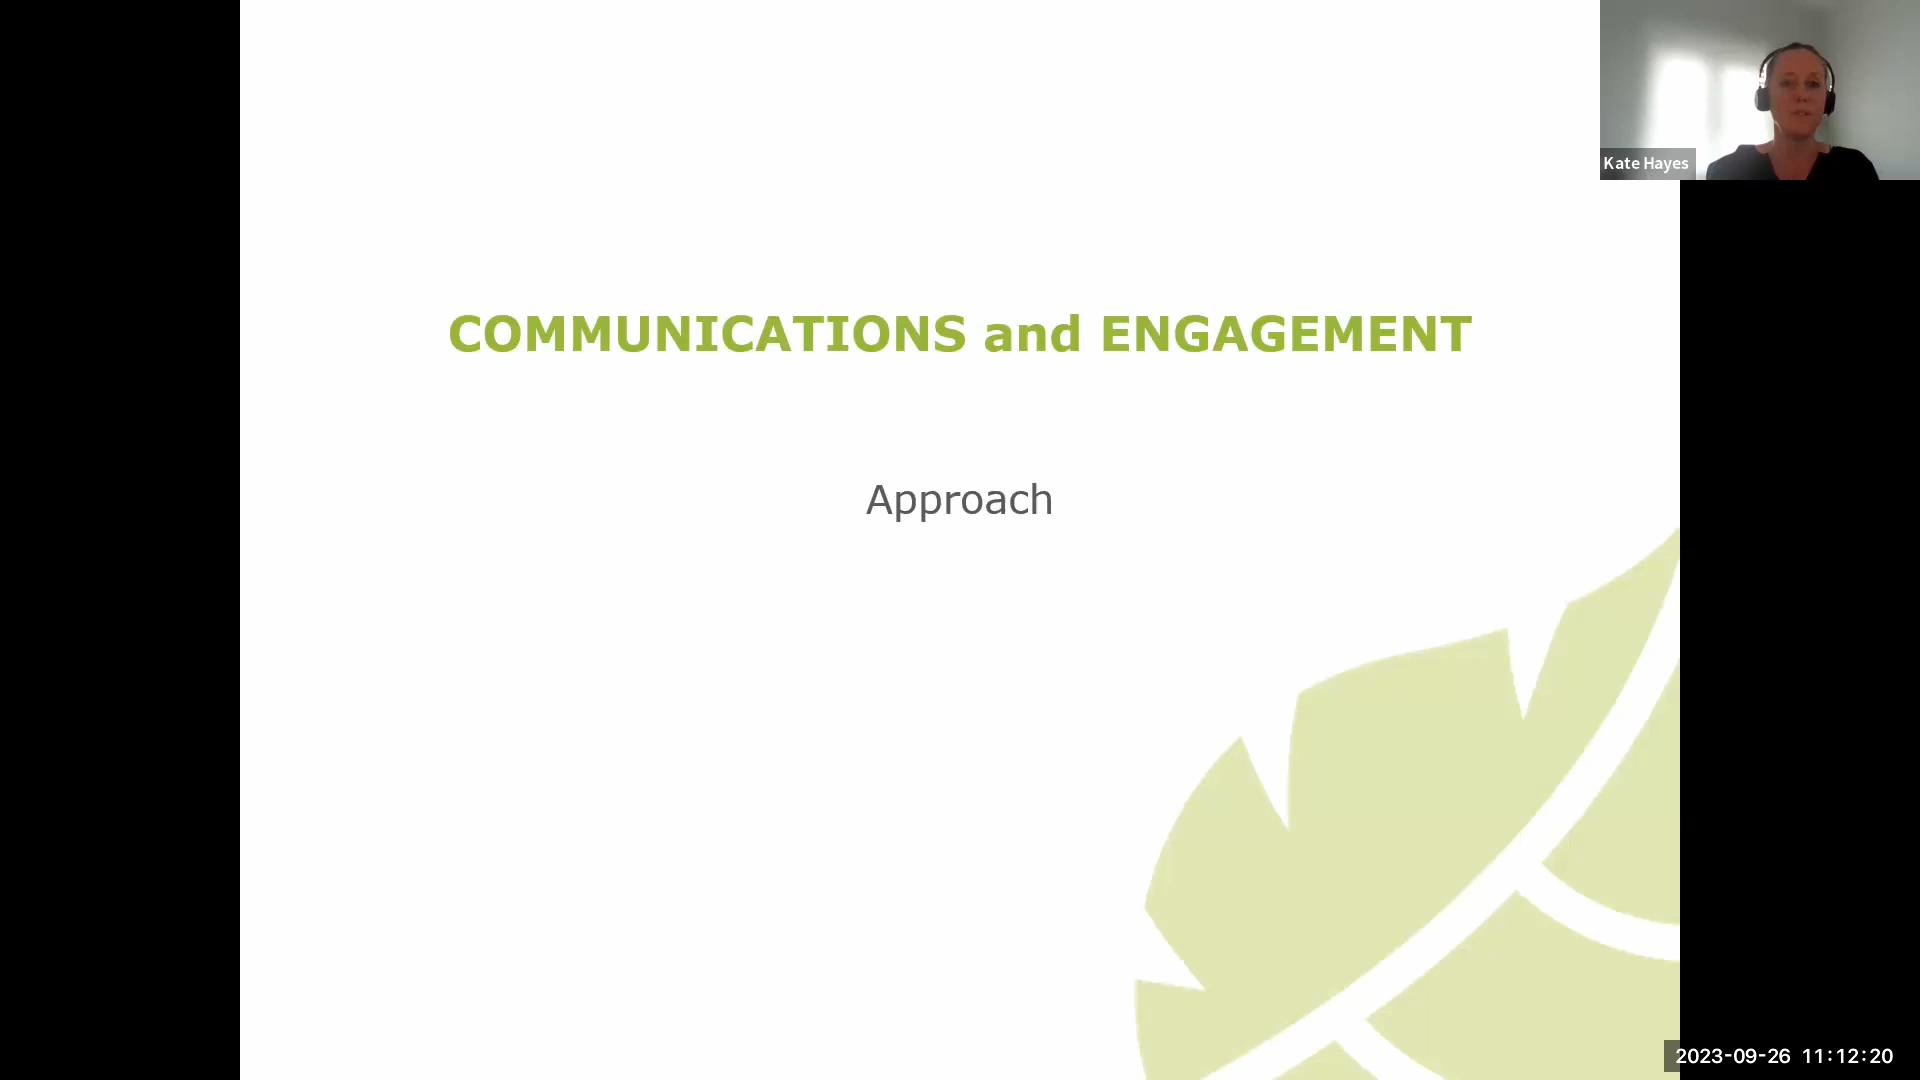 Kate Hayes
COMMUNICATIONS and ENGAGEMENT
Approach
2023-09-26 11:12:20